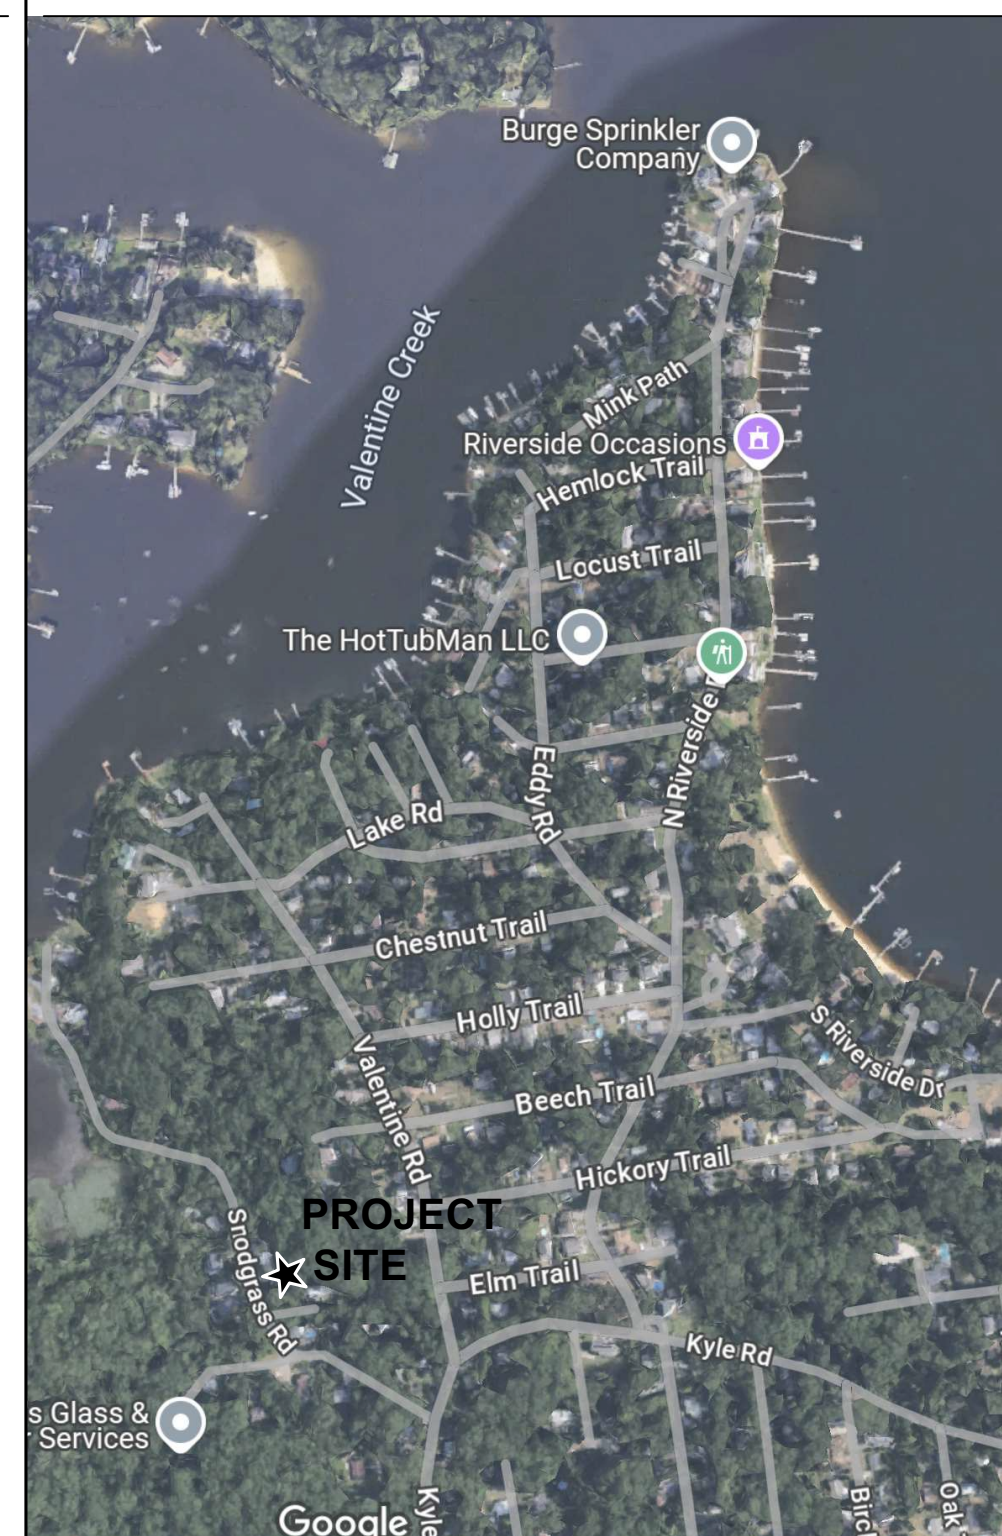 Burge Sprinkler
Company
Valentine Creek
Mink Path
Riverside Occasions
Hemlock Trail
Locust Trail
The HotTubMan LLC
N Riverside
Eddy Rd
Lake Rd
Chestnut Trail
Holly Trail
S Riverside Dr
Valentine Rd
Beech Trail
Hickory Trail
PROJECT
SITE
Snodgrass Rd
Elm Trail
Kyle Rd
s Glass &
Services
Google
Kyle
Birc
Oak